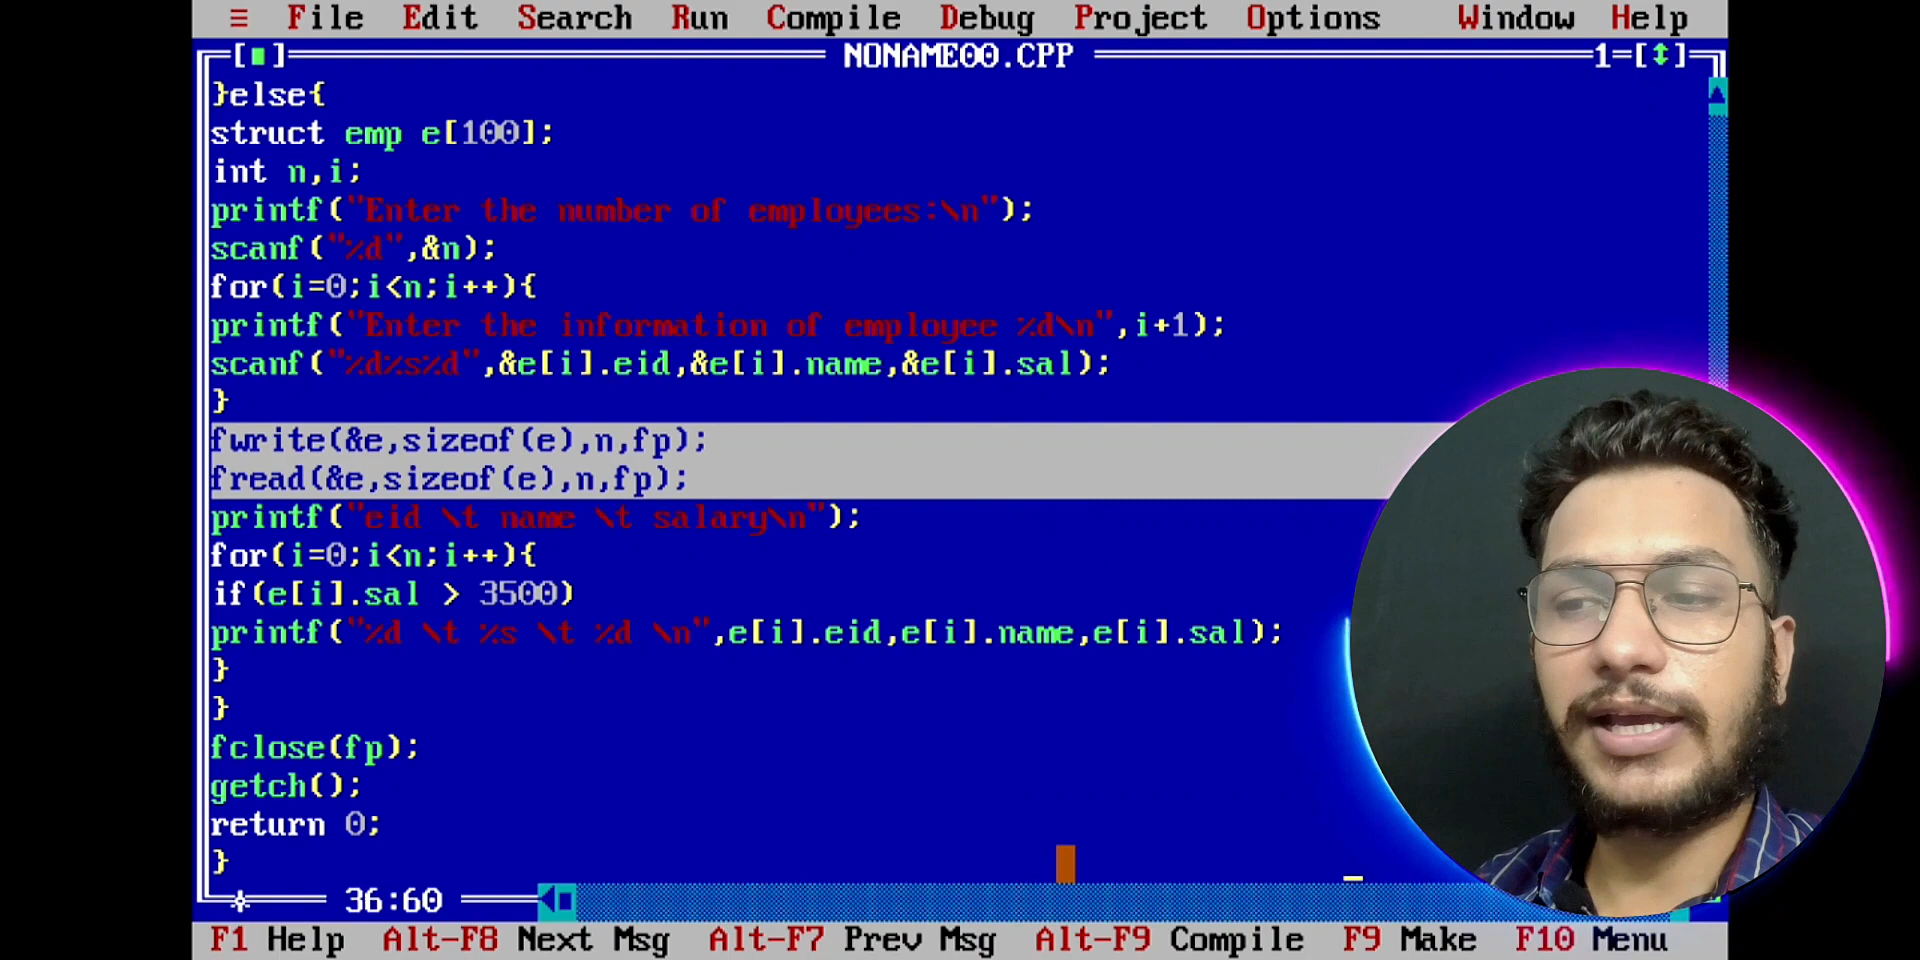 ≡ File Edit Search Run Compile Debug Project Options Window Help
[■] NONAME00.CPP 1=[↕]
}else{
struct emp e[100];
int n,i;
printf("Enter the number of employees:\n");
scanf("%d",&n);
for(i=0;i<n;i++){
printf("Enter the information of employee %d\n",i+1);
scanf("%d%s%d",&e[i].eid,&e[i].name,&e[i].sal);
}
fwrite(&e,sizeof(e),n,fp);
fread(&e,sizeof(e),n,fp);
printf("eid \t name \t salary\n");
for(i=0;i<n;i++){
if(e[i].sal > 3500)
printf("%d \t %s \t %d \n",e[i].eid,e[i].name,e[i].sal);
}
}
fclose(fp);
getch();
return 0;
}
36:60
F1 Help Alt-F8 Next Msg Alt-F7 Prev Msg Alt-F9 Compile F9 Make F10 Menu